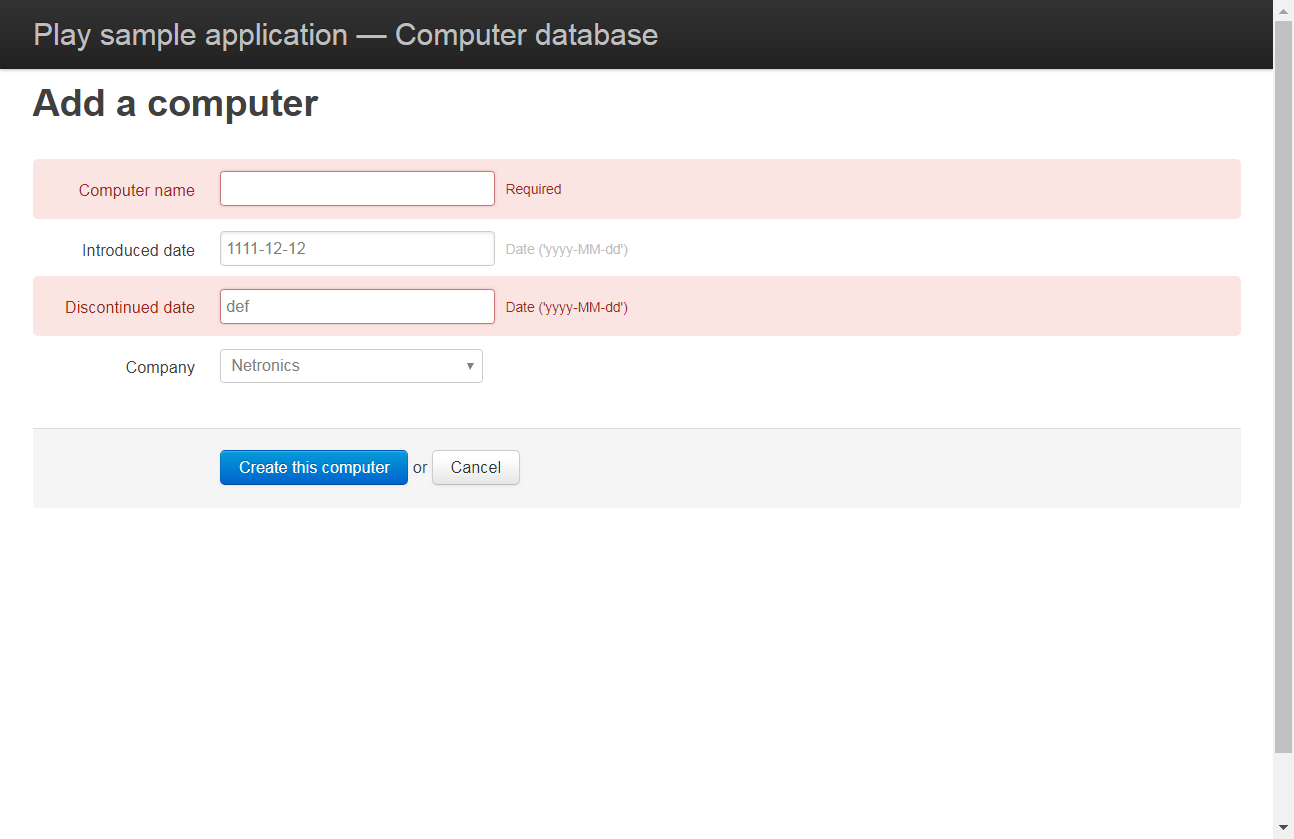 Play sample application — Computer database
Add a computer
Computer name Required
Introduced date 1111-12-12 Date ('yyyy-MM-dd')
Discontinued date def Date ('yyyy-MM-dd')
Company Netronics
Create this computer or Cancel